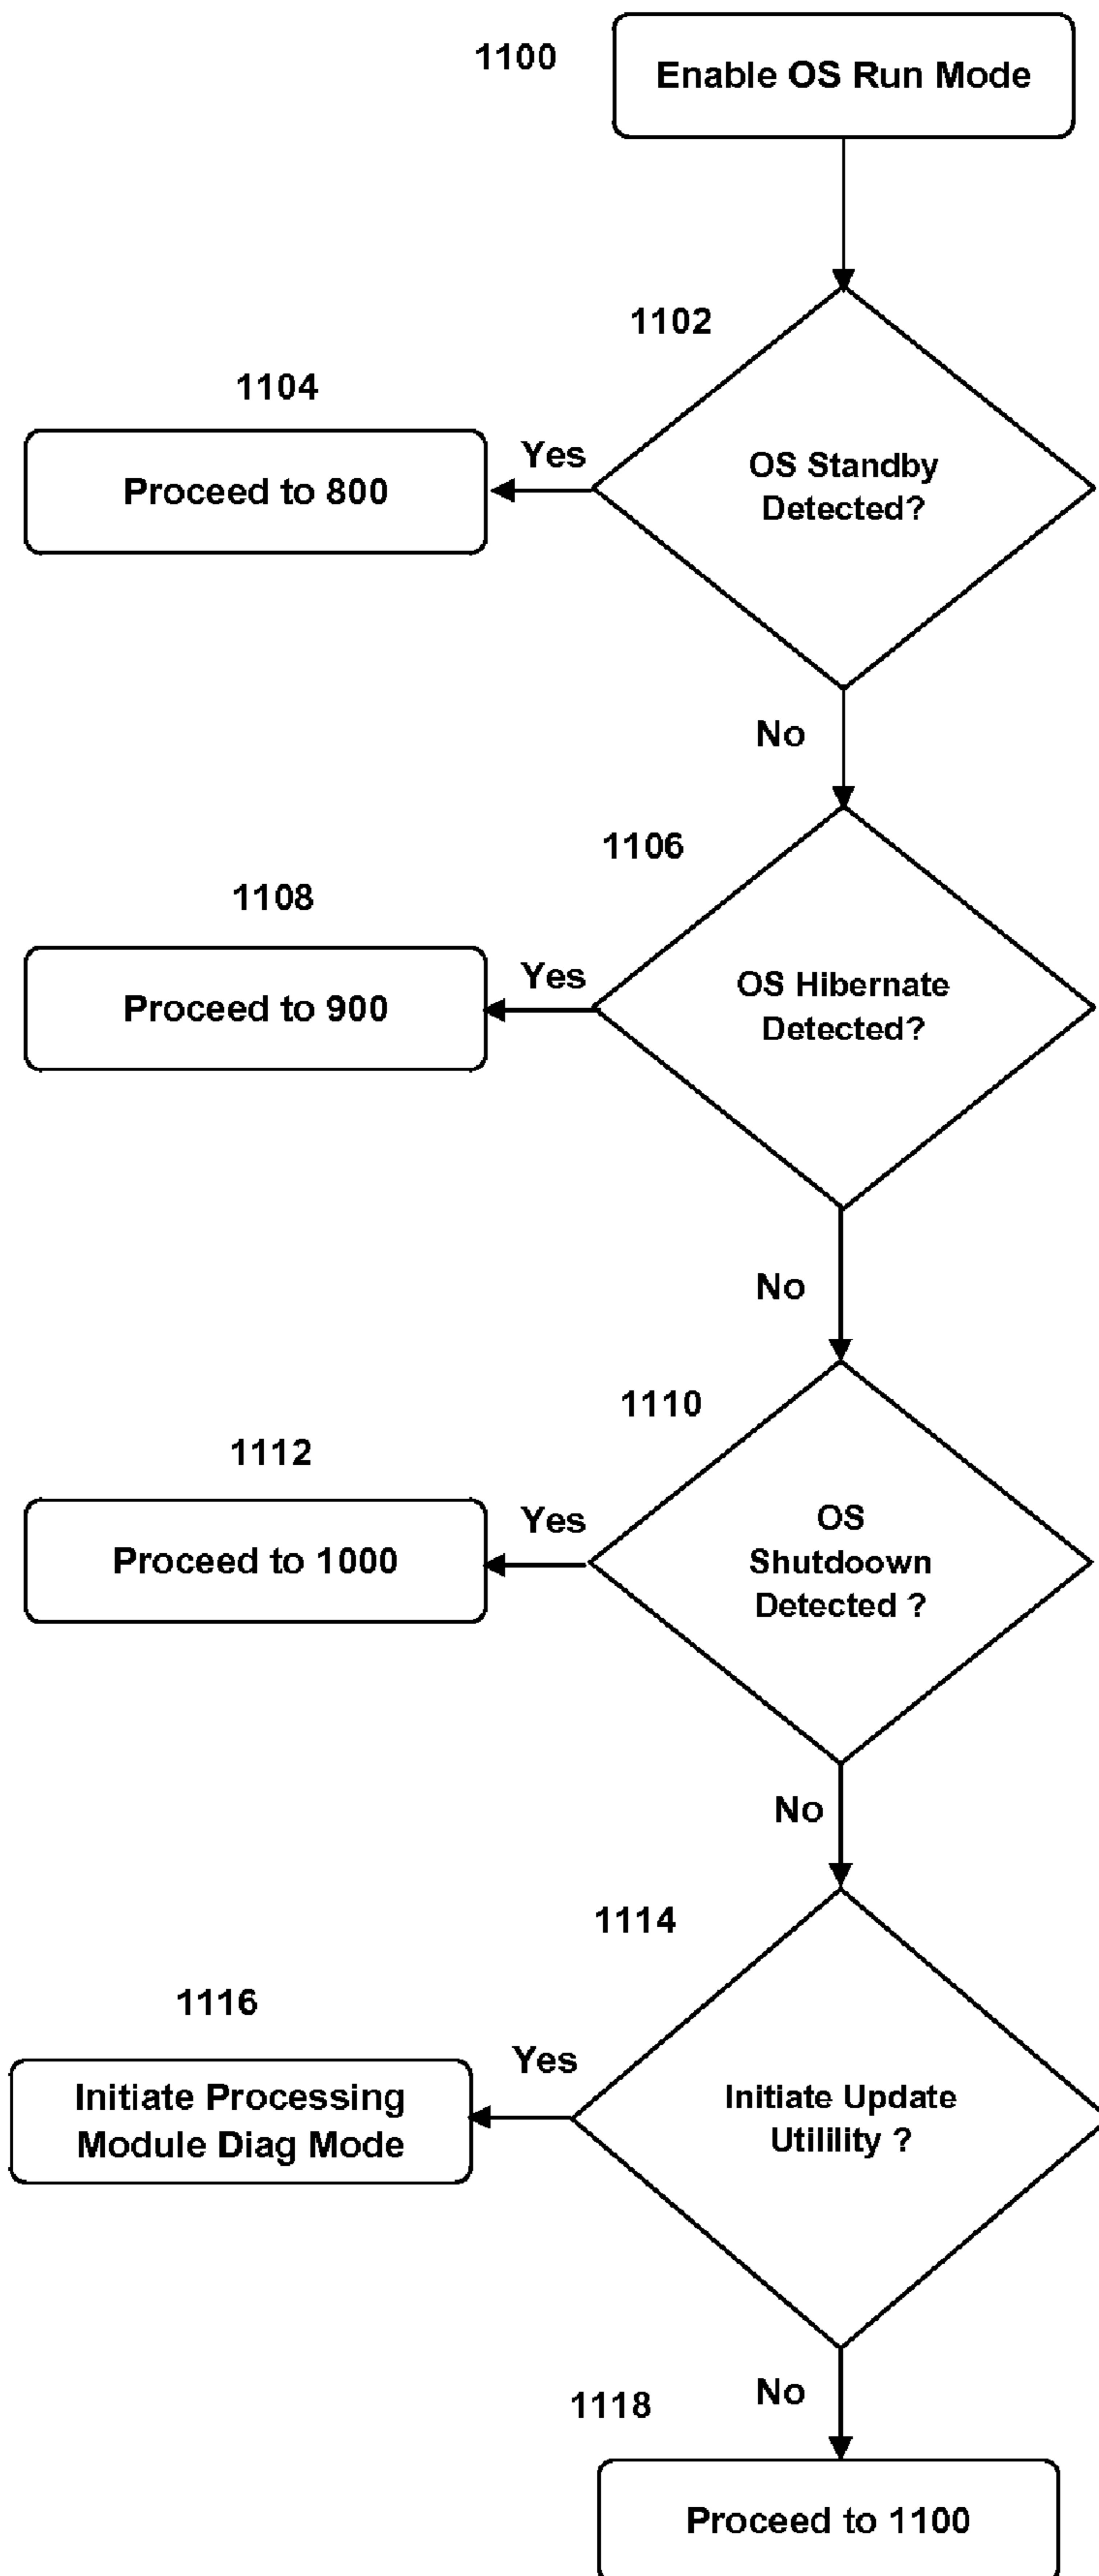 1100
Enable OS Run Mode
1102
1104
Yes
Proceed to 800
OS Standby
Detected?
No
1106
1108
Yes
Proceed to 900
OS Hibernate
Detected?
No
1110
1112
Yes
Proceed to 1000
OS
Shutdoown
Detected ?
No
1114
1116
Yes
Initiate Processing
Module Diag Mode
Initiate Update
Utilility ?
No
1118
Proceed to 1100